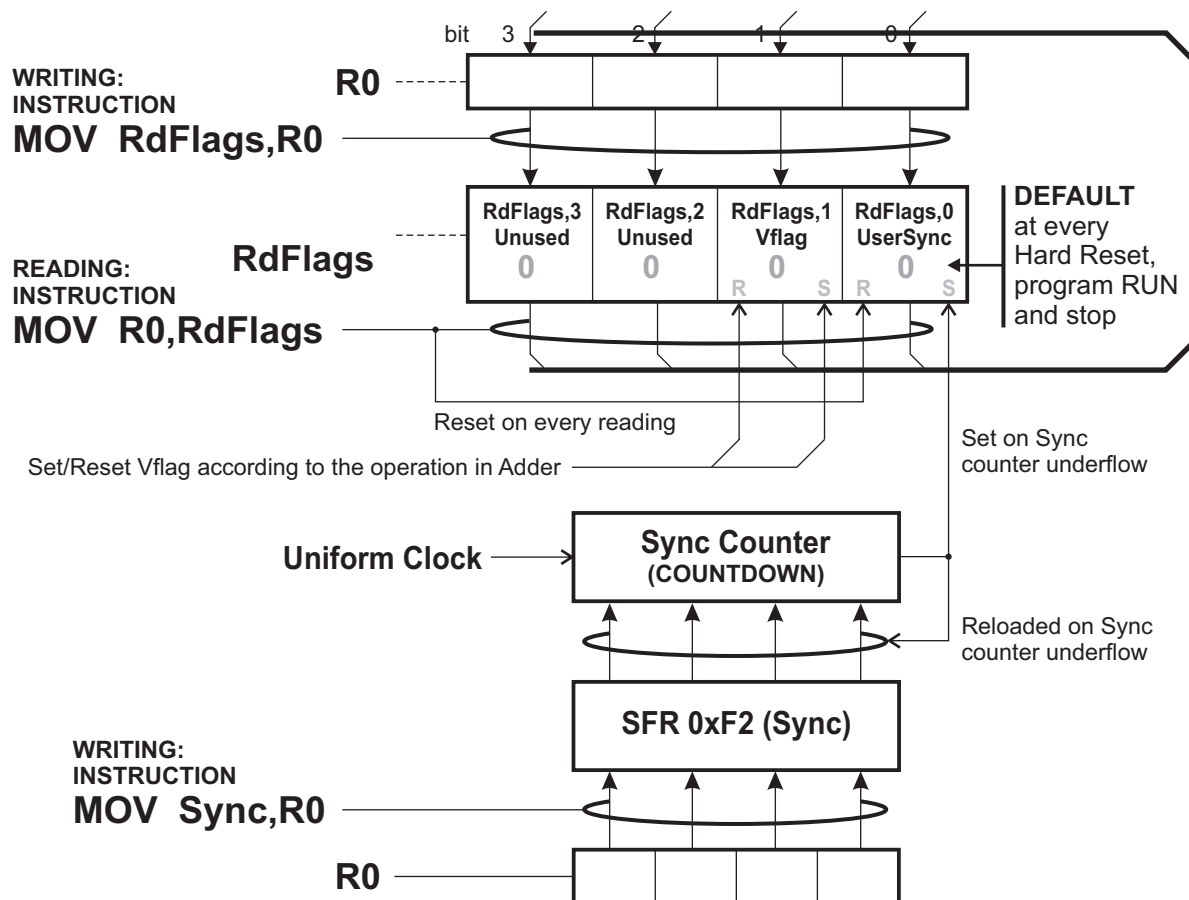 bit 3 2 1 0
WRITING:
INSTRUCTION
R0
MOV RdFlags,R0
RdFlags,3 RdFlags,2 RdFlags,1 RdFlags,0
Unused Unused Vflag UserSync
0 0 0 0
R S R S
DEFAULT
at every
Hard Reset,
program RUN
and stop
RdFlags
READING:
INSTRUCTION
MOV R0,RdFlags
Reset on every reading
Set/Reset Vflag according to the operation in Adder
Set on Sync
counter underflow
Uniform Clock
Sync Counter
(COUNTDOWN)
Reloaded on Sync
counter underflow
SFR 0xF2 (Sync)
WRITING:
INSTRUCTION
MOV Sync,R0
R0